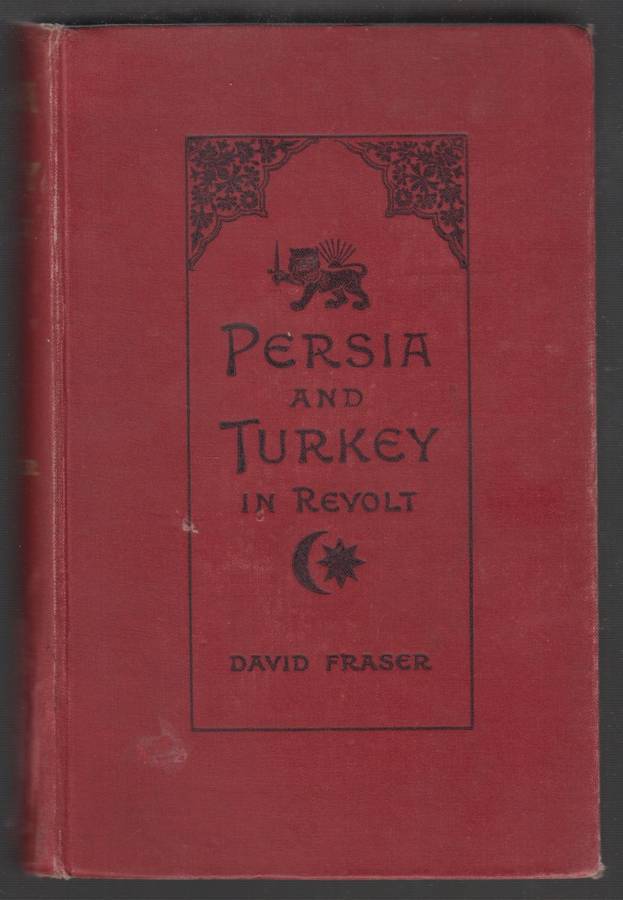 PERSIA
AND
TURKEY
IN REVOLT
DAVID FRASER